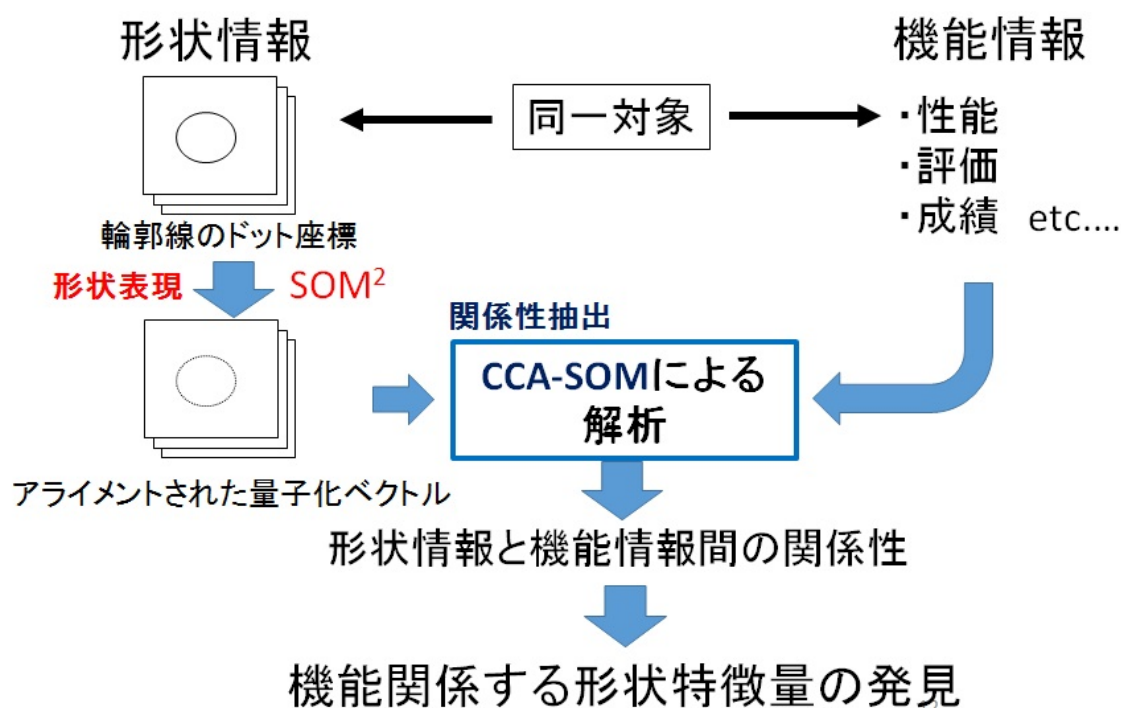 形状情報
機能情報
同一対象
・性能
・評価
・成績 etc....
輪郭線のドット座標
形状表現
SOM²
関係性抽出
CCA-SOMによる
解析
アライメントされた量子化ベクトル
形状情報と機能情報間の関係性
機能関係する形状特徴量の発見